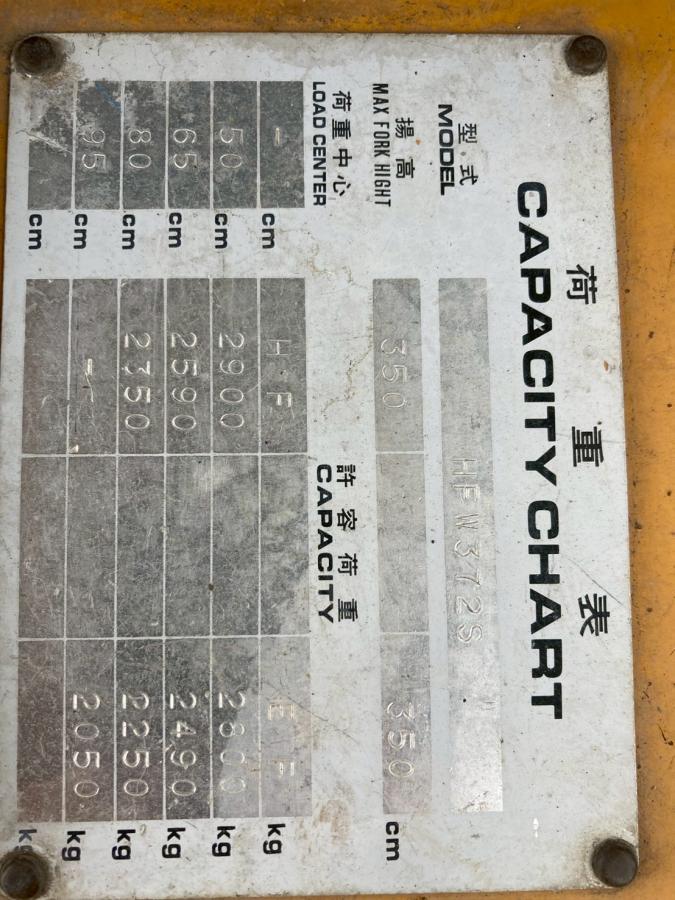 荷重表
CAPACITY CHART
型式
MODEL HFW372S
揚高
MAX FORK HIGHT 350 350 cm
荷重中心 許容荷重
LOAD CENTER CAPACITY
- cm HF EF kg
50 cm 2900 2800 kg
65 cm 2590 2490 kg
80 cm 2350 2250 kg
95 cm - 2050 kg
cm kg